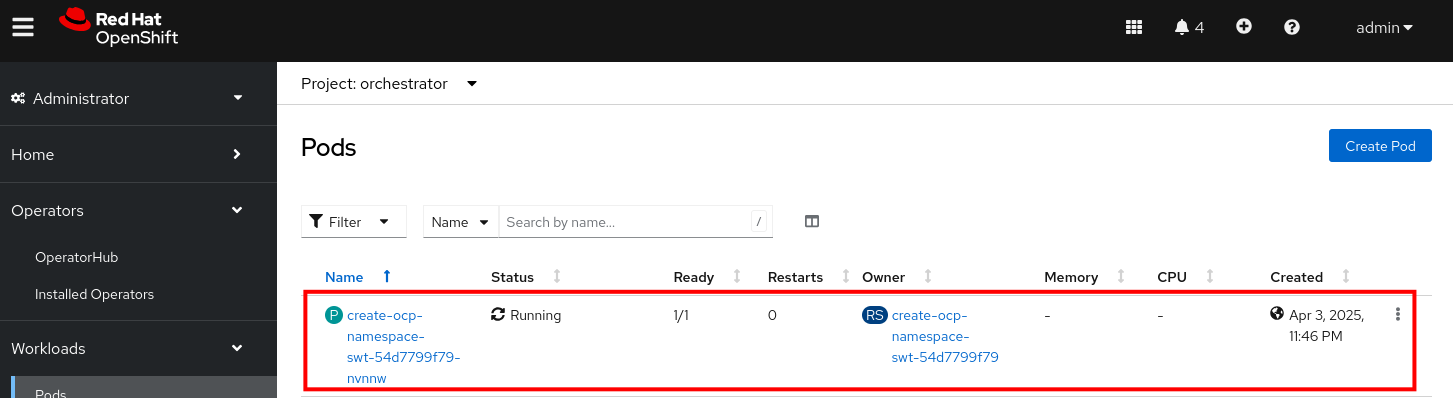 Red Hat
OpenShift
4
admin
Administrator
Home
Operators
OperatorHub
Installed Operators
Workloads
Pods
Project: orchestrator
Pods
Create Pod
Filter
Name
Search by name...
/
Name Status Ready Restarts Owner Memory CPU Created
P create-ocp- Running 1/1 0 RS create-ocp- - - Apr 3, 2025,
namespace- namespace- 11:46 PM
swt-54d7799f79- swt-54d7799f79
nvnnw